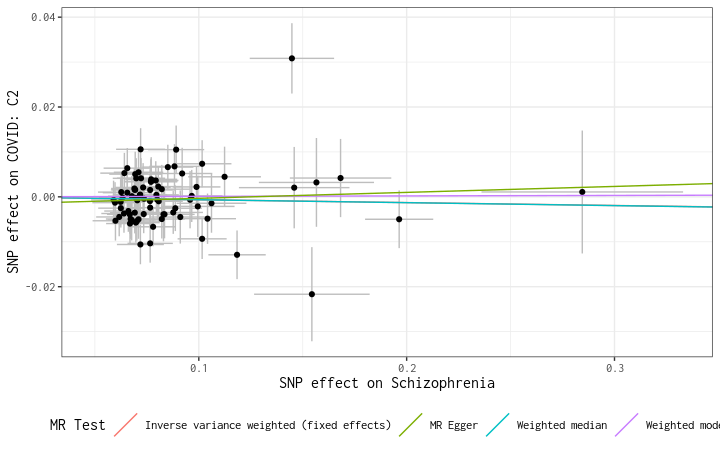 0.04
0.02
0.00
-0.02
SNP effect on COVID: C2
0.1 0.2 0.3
SNP effect on Schizophrenia
MR Test Inverse variance weighted (fixed effects) MR Egger Weighted median Weighted mode